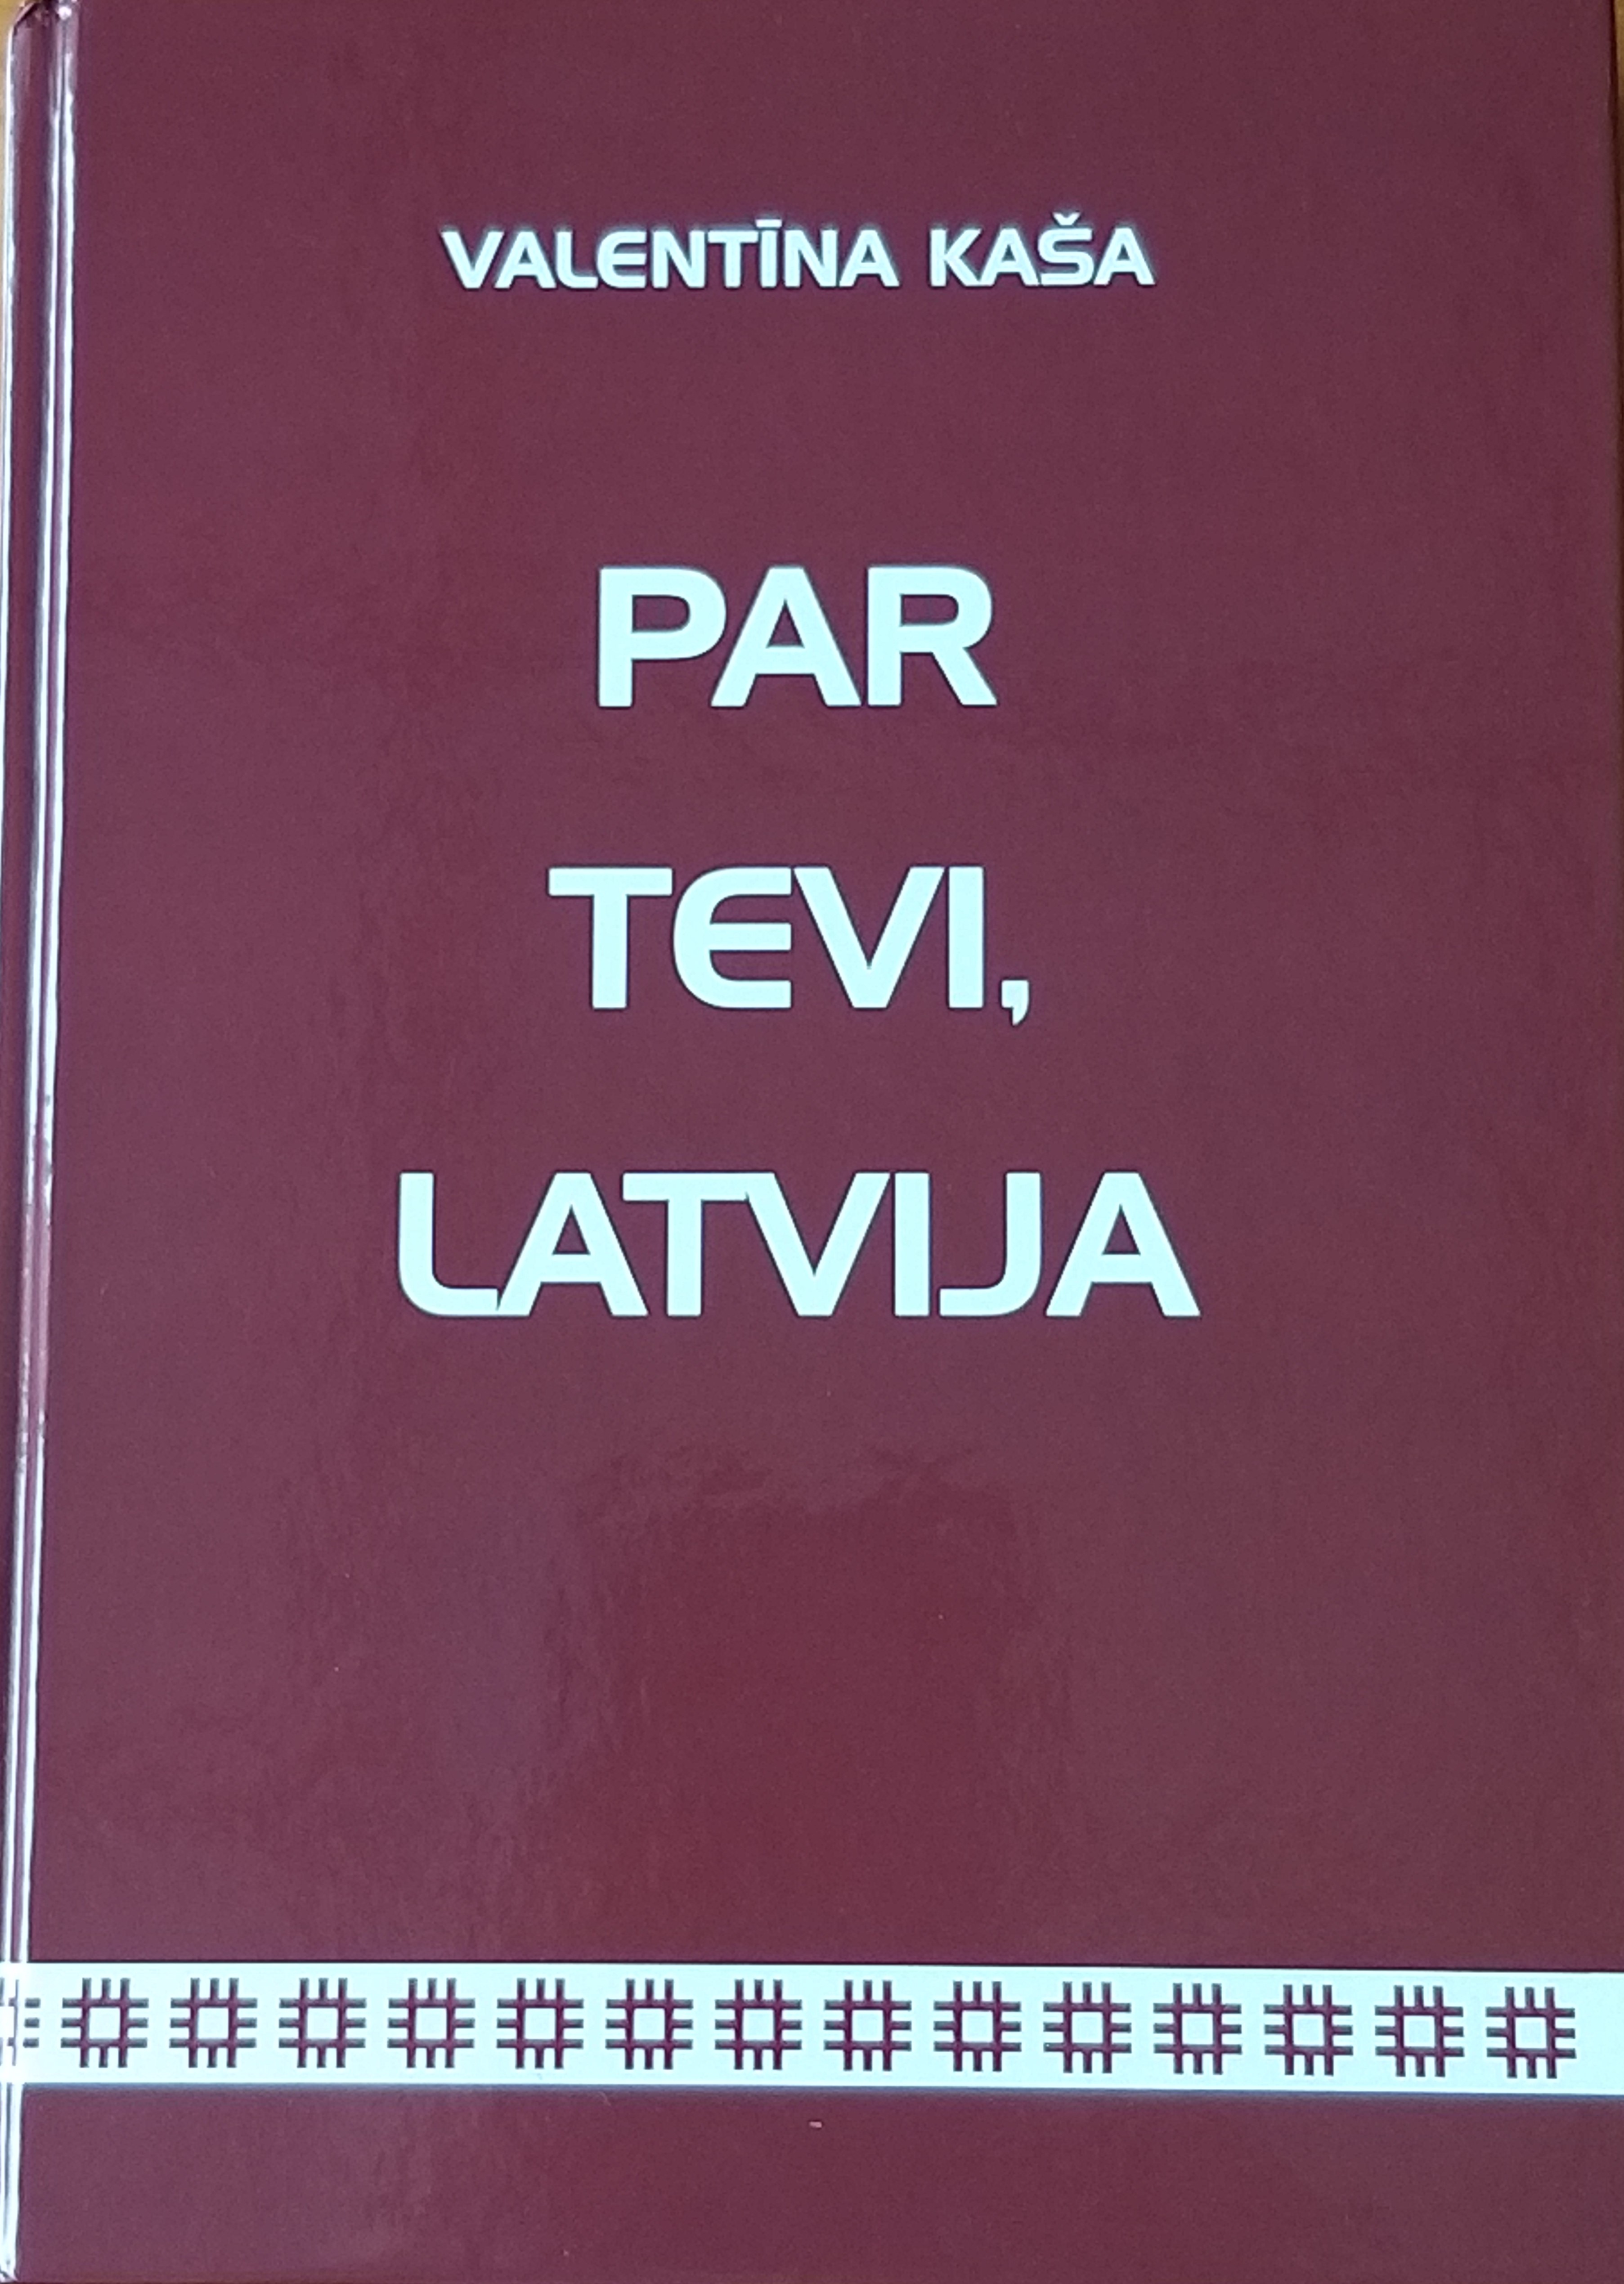 VALENTĪNA KAŠA
PAR
TEVI,
LATVIJA